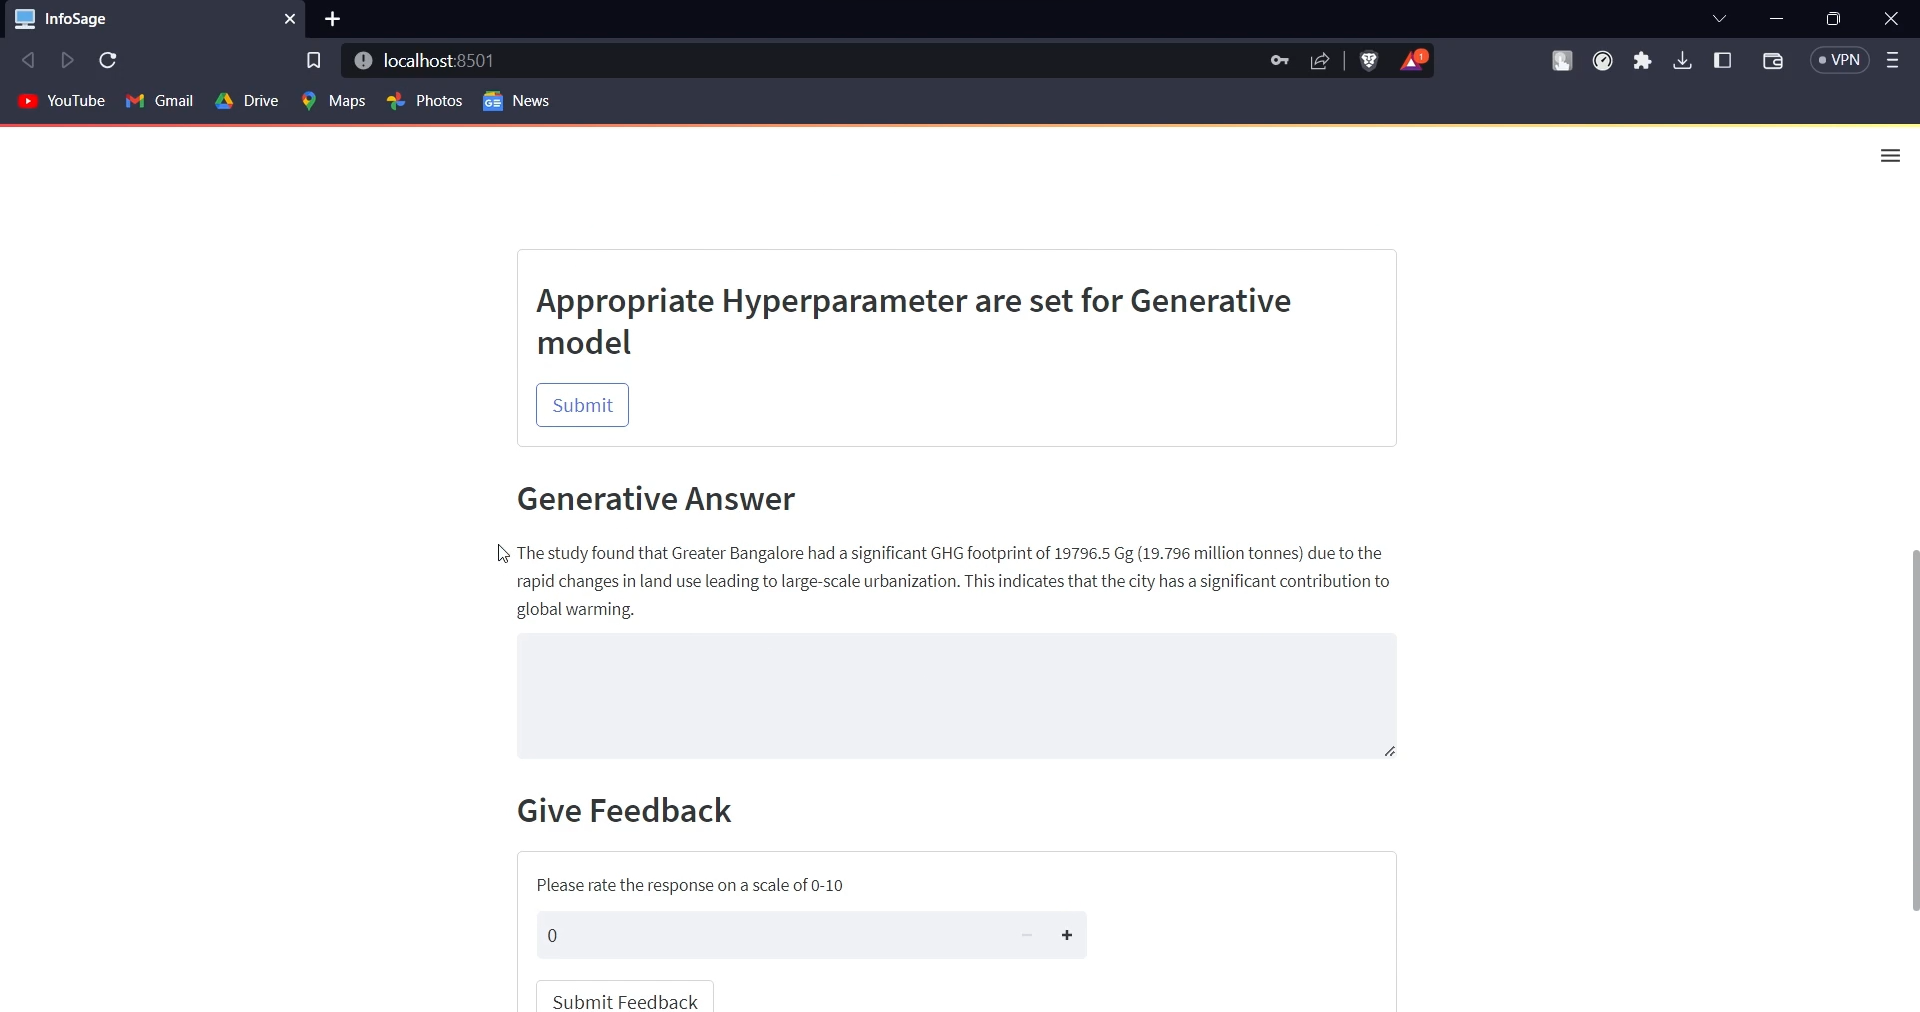 InfoSage
localhost:8501
1
VPN
YouTube
Gmail
Drive
Maps
Photos
GE
News
Appropriate Hyperparameter are set for Generative
model
Submit
Generative Answer
The study found that Greater Bangalore had a significant GHG footprint of 19796.5 Gg (19.796 million tonnes) due to the
rapid changes in land use leading to large-scale urbanization. This indicates that the city has a significant contribution to
global warming.
Give Feedback
Please rate the response on a scale of 0-10
0
Submit Feedback